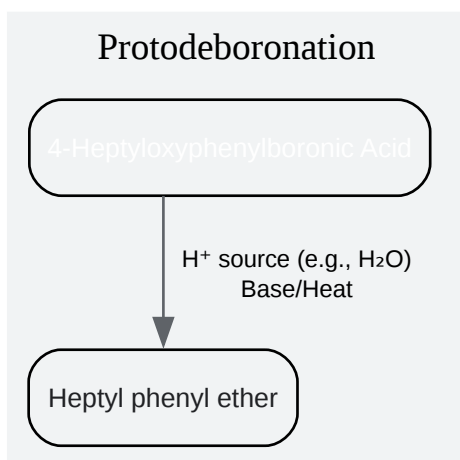 Protodeboronation
4-Heptyloxyphenylboronic Acid
H⁺ source (e.g., H₂O)
Base/Heat
Heptyl phenyl ether